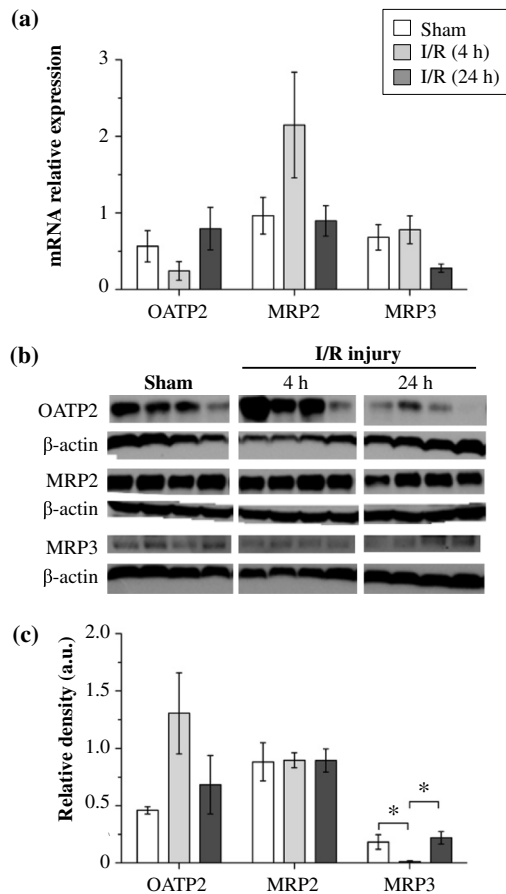 (a)
Sham
I/R (4 h)
I/R (24 h)
mRNA relative expression
3
2
1
0
OATP2 MRP2 MRP3
(b)
I/R injury
Sham 4 h 24 h
OATP2
β-actin
MRP2
β-actin
MRP3
β-actin
(c)
Relative density (a.u.)
2.0
1.5
1.0
0.5
0
* *
OATP2 MRP2 MRP3